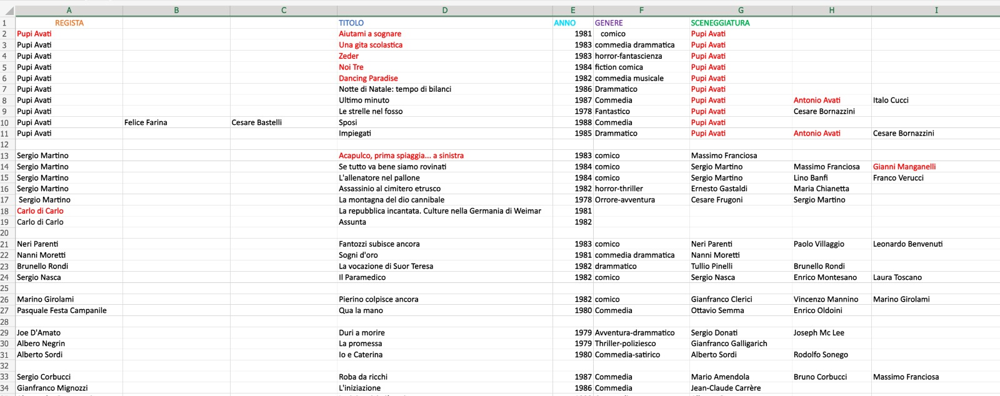 A B C D E F G H I
1 REGISTA TITOLO ANNO GENERE SCENEGGIATURA
2 Pupi Avati Aiutami a sognare 1981 comico Pupi Avati
3 Pupi Avati Una gita scolastica 1983 commedia drammatica Pupi Avati
4 Pupi Avati Zeder 1983 horror-fantascienza Pupi Avati
5 Pupi Avati Noi Tre 1984 fiction comica Pupi Avati
6 Pupi Avati Dancing Paradise 1982 commedia musicale Pupi Avati
7 Pupi Avati Notte di Natale: tempo di bilanci 1986 Drammatico Pupi Avati
8 Pupi Avati Ultimo minuto 1987 Commedia Pupi Avati Antonio Avati Italo Cucci
9 Pupi Avati Le strelle nel fosso 1978 Fantastico Pupi Avati Cesare Bornazzini
10 Pupi Avati Felice Farina Cesare Bastelli Sposi 1988 Commedia Pupi Avati
11 Pupi Avati Impiegati 1985 Drammatico Pupi Avati Antonio Avati Cesare Bornazzini
12
13 Sergio Martino Acapulco, prima spiaggia... a sinistra 1983 comico Massimo Franciosa
14 Sergio Martino Se tutto va bene siamo rovinati 1984 comico Sergio Martino Massimo Franciosa Gianni Manganelli
15 Sergio Martino L'allenatore nel pallone 1984 comico Sergio Martino Lino Banfi Franco Verucci
16 Sergio Martino Assassinio al cimitero etrusco 1982 horror-thriller Ernesto Gastaldi Maria Chianetta
17 Sergio Martino La montagna del dio cannibale 1978 Orrore-avventura Cesare Frugoni Sergio Martino
18 Carlo di Carlo La repubblica incantata. Culture nella Germania di Weimar 1981
19 Carlo di Carlo Assunta 1982
20
21 Neri Parenti Fantozzi subisce ancora 1983 comico Neri Parenti Paolo Villaggio Leonardo Benvenuti
22 Nanni Moretti Sogni d'oro 1981 commedia drammatica Nanni Moretti
23 Brunello Rondi La vocazione di Suor Teresa 1982 drammatico Tullio Pinelli Brunello Rondi
24 Sergio Nasca Il Paramedico 1982 comico Sergio Nasca Enrico Montesano Laura Toscano
25
26 Marino Girolami Pierino colpisce ancora 1982 comico Gianfranco Clerici Vincenzo Mannino Marino Girolami
27 Pasquale Festa Campanile Qua la mano 1980 Commedia Ottavio Semma Enrico Oldoini
28
29 Joe D'Amato Duri a morire 1979 Avventura-drammatico Sergio Donati Joseph Mc Lee
30 Albero Negrin La promessa 1979 Thriller-poliziesco Gianfranco Galligarich
31 Alberto Sordi Io e Caterina 1980 Commedia-satirico Alberto Sordi Rodolfo Sonego
32
33 Sergio Corbucci Roba da ricchi 1987 Commedia Mario Amendola Bruno Corbucci Massimo Franciosa
34 Gianfranco Mignozzi L'iniziazione 1986 Commedia Jean-Claude Carrère